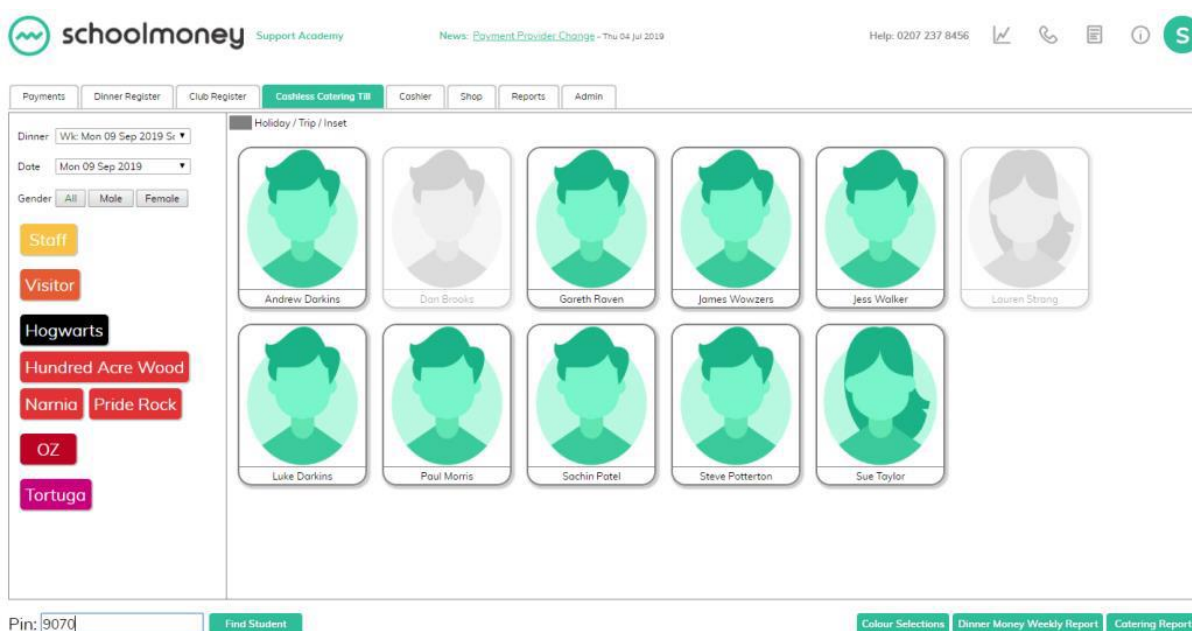 schoolmoney Support Academy News: Payment Provider Change - Thu 04 Jul 2019 Help: 0207 237 8456 S
Payments Dinner Register Club Register Cashless Catering Till Cashier Shop Reports Admin
Holiday / Trip / Inset
Dinner Wk: Mon 09 Sep 2019 Sc
Date Mon 09 Sep 2019
Gender All Male Female
Staff
Visitor
Hogwarts
Hundred Acre Wood
Narnia Pride Rock
OZ
Tortuga
Andrew Darkins Dan Brooks Gareth Raven James Wowzers Jess Walker Lauren Strang
Luke Darkins Paul Morris Sachin Patel Steve Potterton Sue Taylor
Pin: 9070 Find Student Colour Selections Dinner Money Weekly Report Catering Report